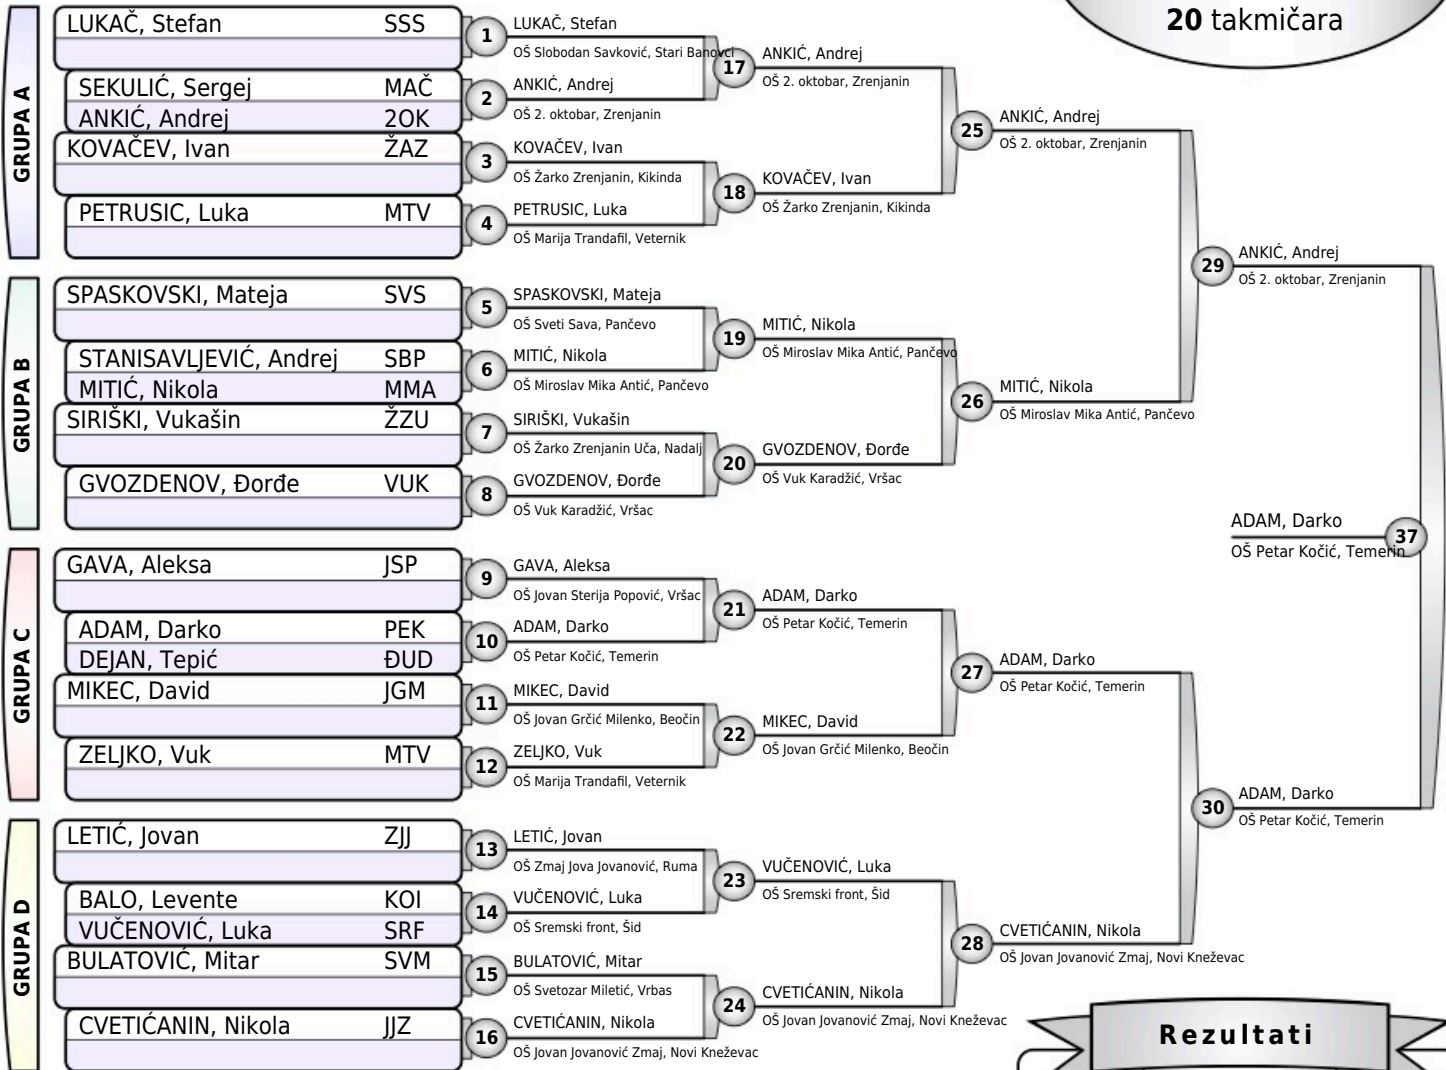 20 takmičara
GRUPA A
LUKAČ, Stefan SSS
SEKULIĆ, Sergej MAČ
ANKIĆ, Andrej 2OK
KOVAČEV, Ivan ŽAZ
PETRUSIC, Luka MTV
GRUPA B
SPASKOVSKI, Mateja SVS
STANISAVLJEVIĆ, Andrej SBP
MITIĆ, Nikola MMA
SIRIŠKI, Vukašin ŽZU
GVOZDENOV, Đorđe VUK
GRUPA C
GAVA, Aleksa JSP
ADAM, Darko PEK
DEJAN, Tepić ĐUD
MIKEC, David JGM
ZELJKO, Vuk MTV
GRUPA D
LETIĆ, Jovan ZJJ
BALO, Levente KOI
VUČENOVIĆ, Luka SRF
BULATOVIĆ, Mitar SVM
CVETIĆANIN, Nikola JJZ
1 LUKAČ, Stefan
OŠ Slobodan Savković, Stari Banovci
2 ANKIĆ, Andrej
OŠ 2. oktobar, Zrenjanin
3 KOVAČEV, Ivan
OŠ Žarko Zrenjanin, Kikinda
4 PETRUSIC, Luka
OŠ Marija Trandafil, Veternik
5 SPASKOVSKI, Mateja
OŠ Sveti Sava, Pančevo
6 MITIĆ, Nikola
OŠ Miroslav Mika Antić, Pančevo
7 SIRIŠKI, Vukašin
OŠ Žarko Zrenjanin Uča, Nadalj
8 GVOZDENOV, Đorđe
OŠ Vuk Karadžić, Vršac
9 GAVA, Aleksa
OŠ Jovan Sterija Popović, Vršac
10 ADAM, Darko
OŠ Petar Kočić, Temerin
11 MIKEC, David
OŠ Jovan Grčić Milenko, Beočin
12 ZELJKO, Vuk
OŠ Marija Trandafil, Veternik
13 LETIĆ, Jovan
OŠ Zmaj Jova Jovanović, Ruma
14 VUČENOVIĆ, Luka
OŠ Sremski front, Šid
15 BULATOVIĆ, Mitar
OŠ Svetozar Miletić, Vrbas
16 CVETIĆANIN, Nikola
OŠ Jovan Jovanović Zmaj, Novi Kneževac
17 ANKIĆ, Andrej
OŠ 2. oktobar, Zrenjanin
18 KOVAČEV, Ivan
OŠ Žarko Zrenjanin, Kikinda
19 MITIĆ, Nikola
OŠ Miroslav Mika Antić, Pančevo
20 GVOZDENOV, Đorđe
OŠ Vuk Karadžić, Vršac
21 ADAM, Darko
OŠ Petar Kočić, Temerin
22 MIKEC, David
OŠ Jovan Grčić Milenko, Beočin
23 VUČENOVIĆ, Luka
OŠ Sremski front, Šid
24 CVETIĆANIN, Nikola
OŠ Jovan Jovanović Zmaj, Novi Kneževac
25 ANKIĆ, Andrej
OŠ 2. oktobar, Zrenjanin
26 MITIĆ, Nikola
OŠ Miroslav Mika Antić, Pančevo
27 ADAM, Darko
OŠ Petar Kočić, Temerin
28 CVETIĆANIN, Nikola
OŠ Jovan Jovanović Zmaj, Novi Kneževac
29 ANKIĆ, Andrej
OŠ 2. oktobar, Zrenjanin
30 ADAM, Darko
OŠ Petar Kočić, Temerin
ADAM, Darko 37
OŠ Petar Kočić, Temerin
Rezultati